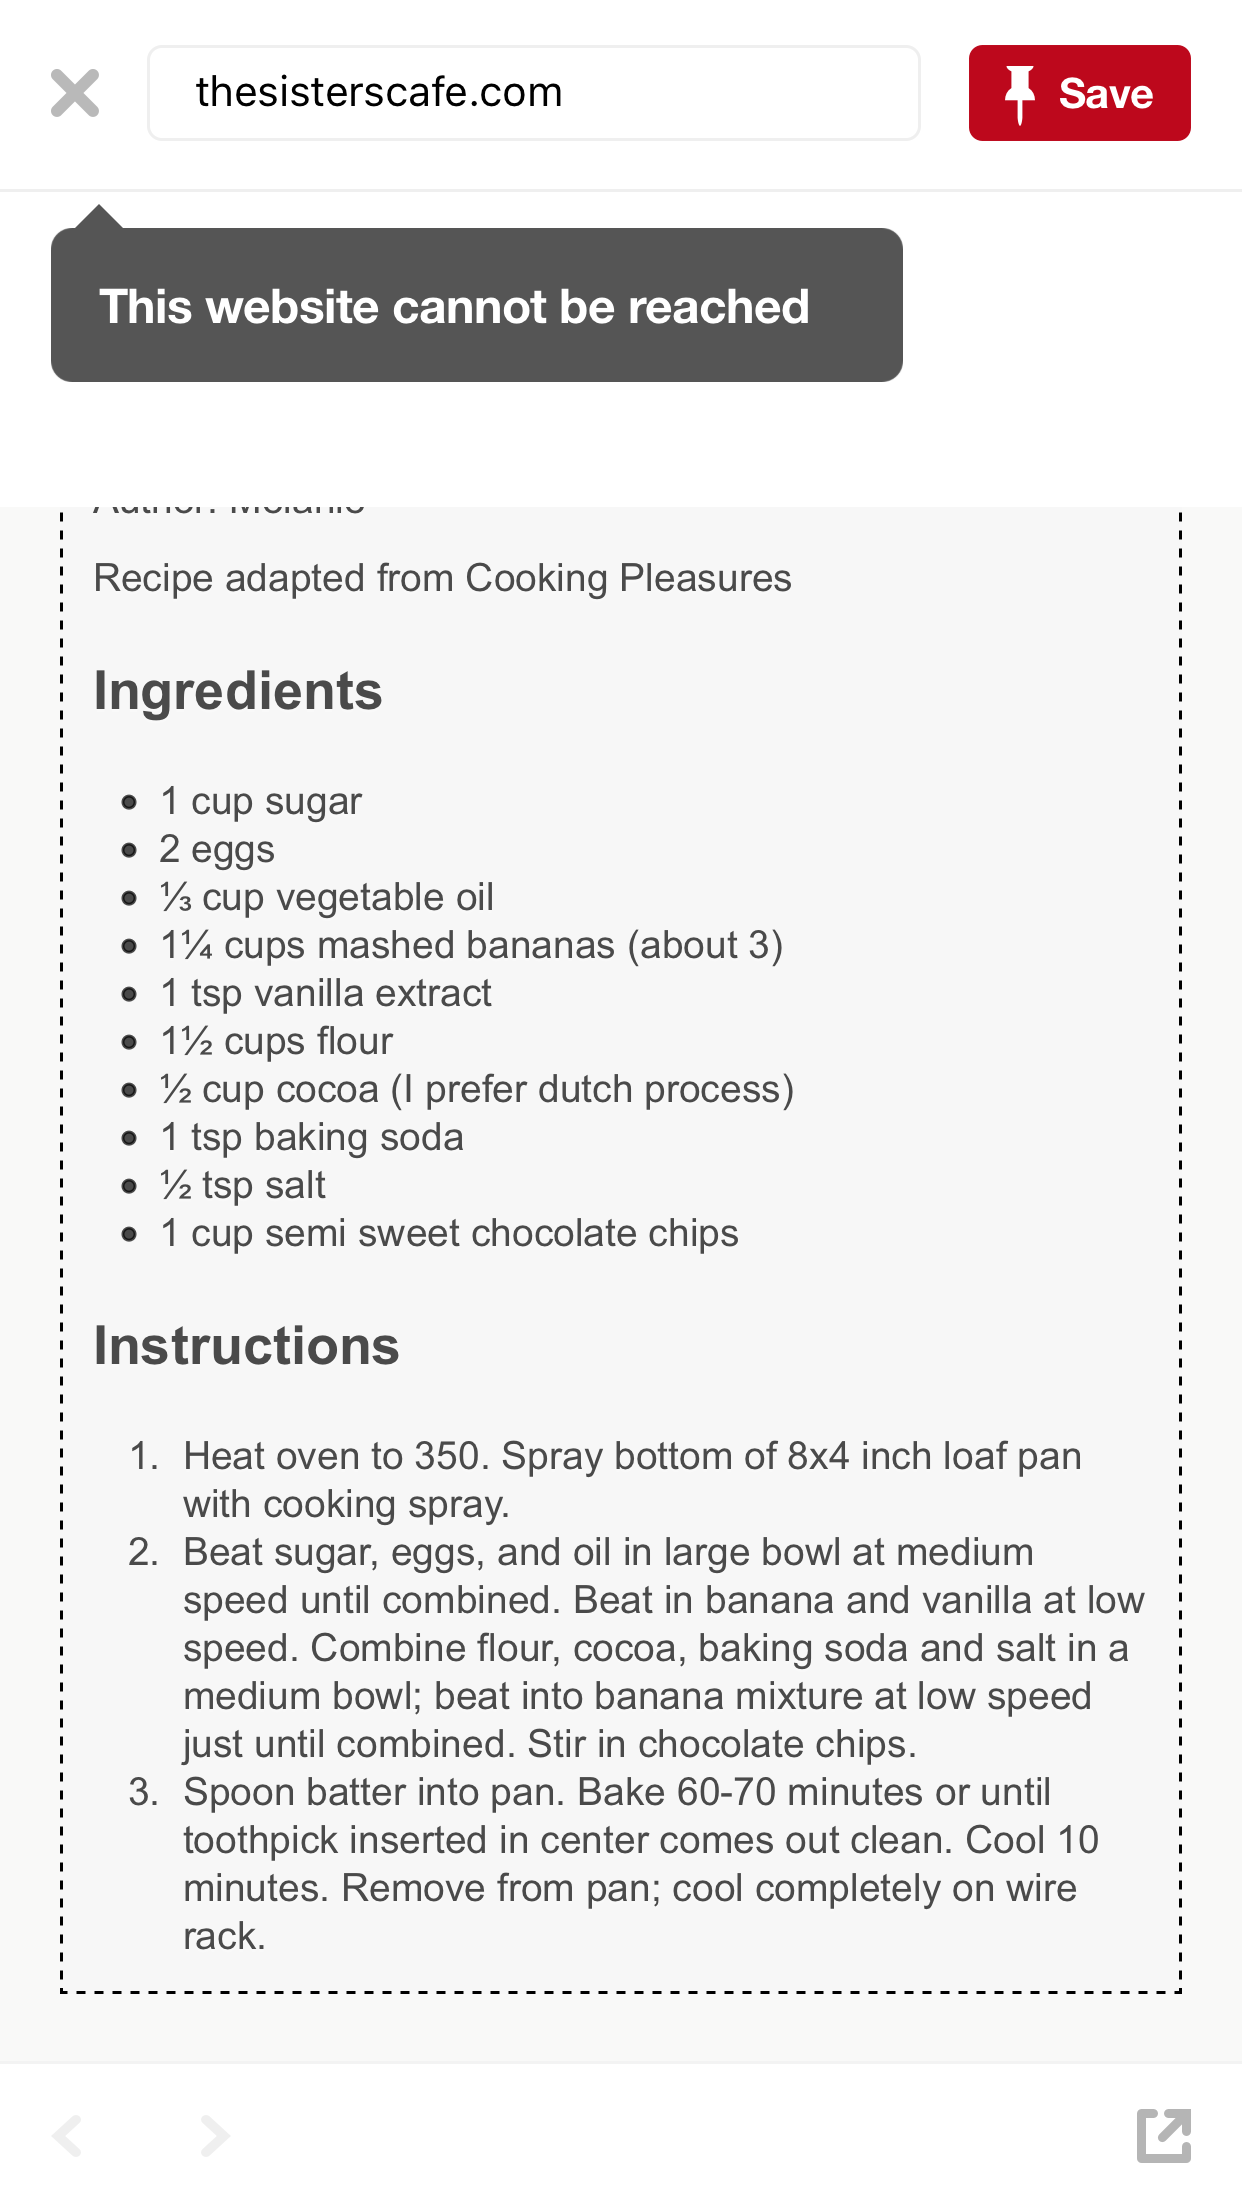 thesisterscafe.com
Save
This website cannot be reached
Author: Melanie
Recipe adapted from Cooking Pleasures
Ingredients
1 cup sugar
2 eggs
⅓ cup vegetable oil
1¼ cups mashed bananas (about 3)
1 tsp vanilla extract
1½ cups flour
½ cup cocoa (I prefer dutch process)
1 tsp baking soda
½ tsp salt
1 cup semi sweet chocolate chips
Instructions
1. Heat oven to 350. Spray bottom of 8x4 inch loaf pan
with cooking spray.
2. Beat sugar, eggs, and oil in large bowl at medium
speed until combined. Beat in banana and vanilla at low
speed. Combine flour, cocoa, baking soda and salt in a
medium bowl; beat into banana mixture at low speed
just until combined. Stir in chocolate chips.
3. Spoon batter into pan. Bake 60-70 minutes or until
toothpick inserted in center comes out clean. Cool 10
minutes. Remove from pan; cool completely on wire
rack.